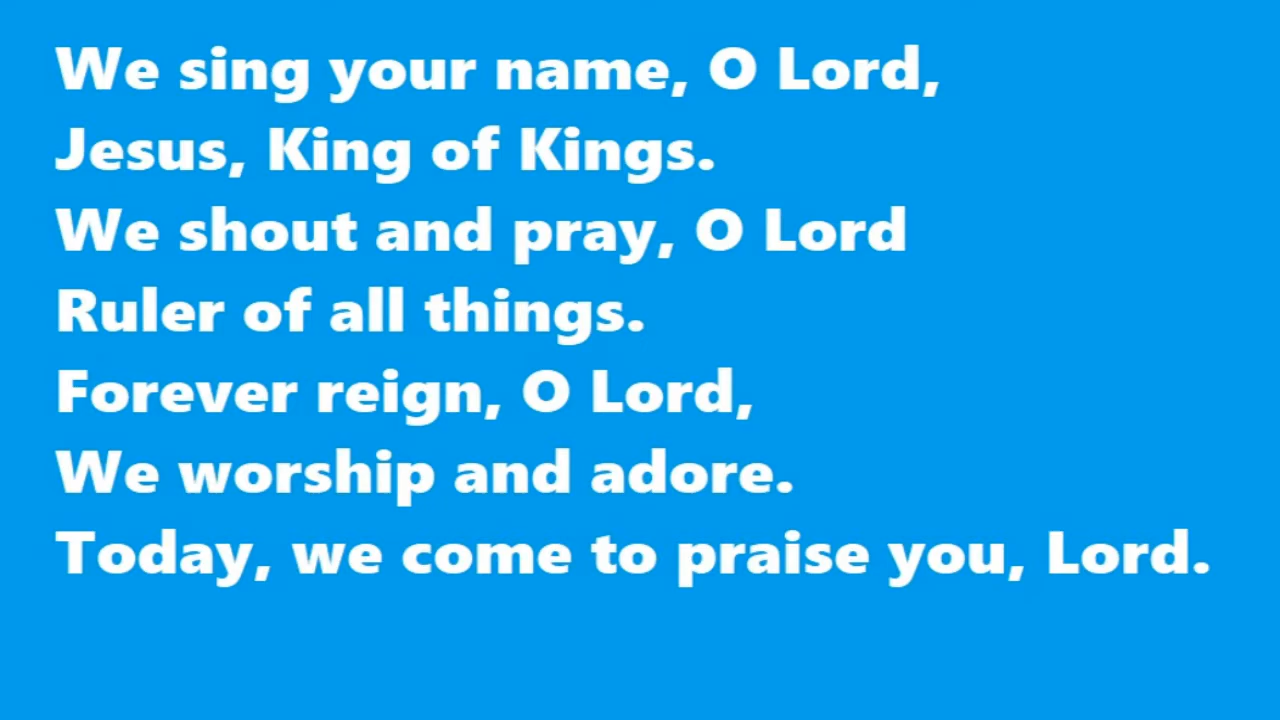 We sing your name, O Lord,
Jesus, King of Kings.
We shout and pray, O Lord
Ruler of all things.
Forever reign, O Lord,
We worship and adore.
Today, we come to praise you, Lord.